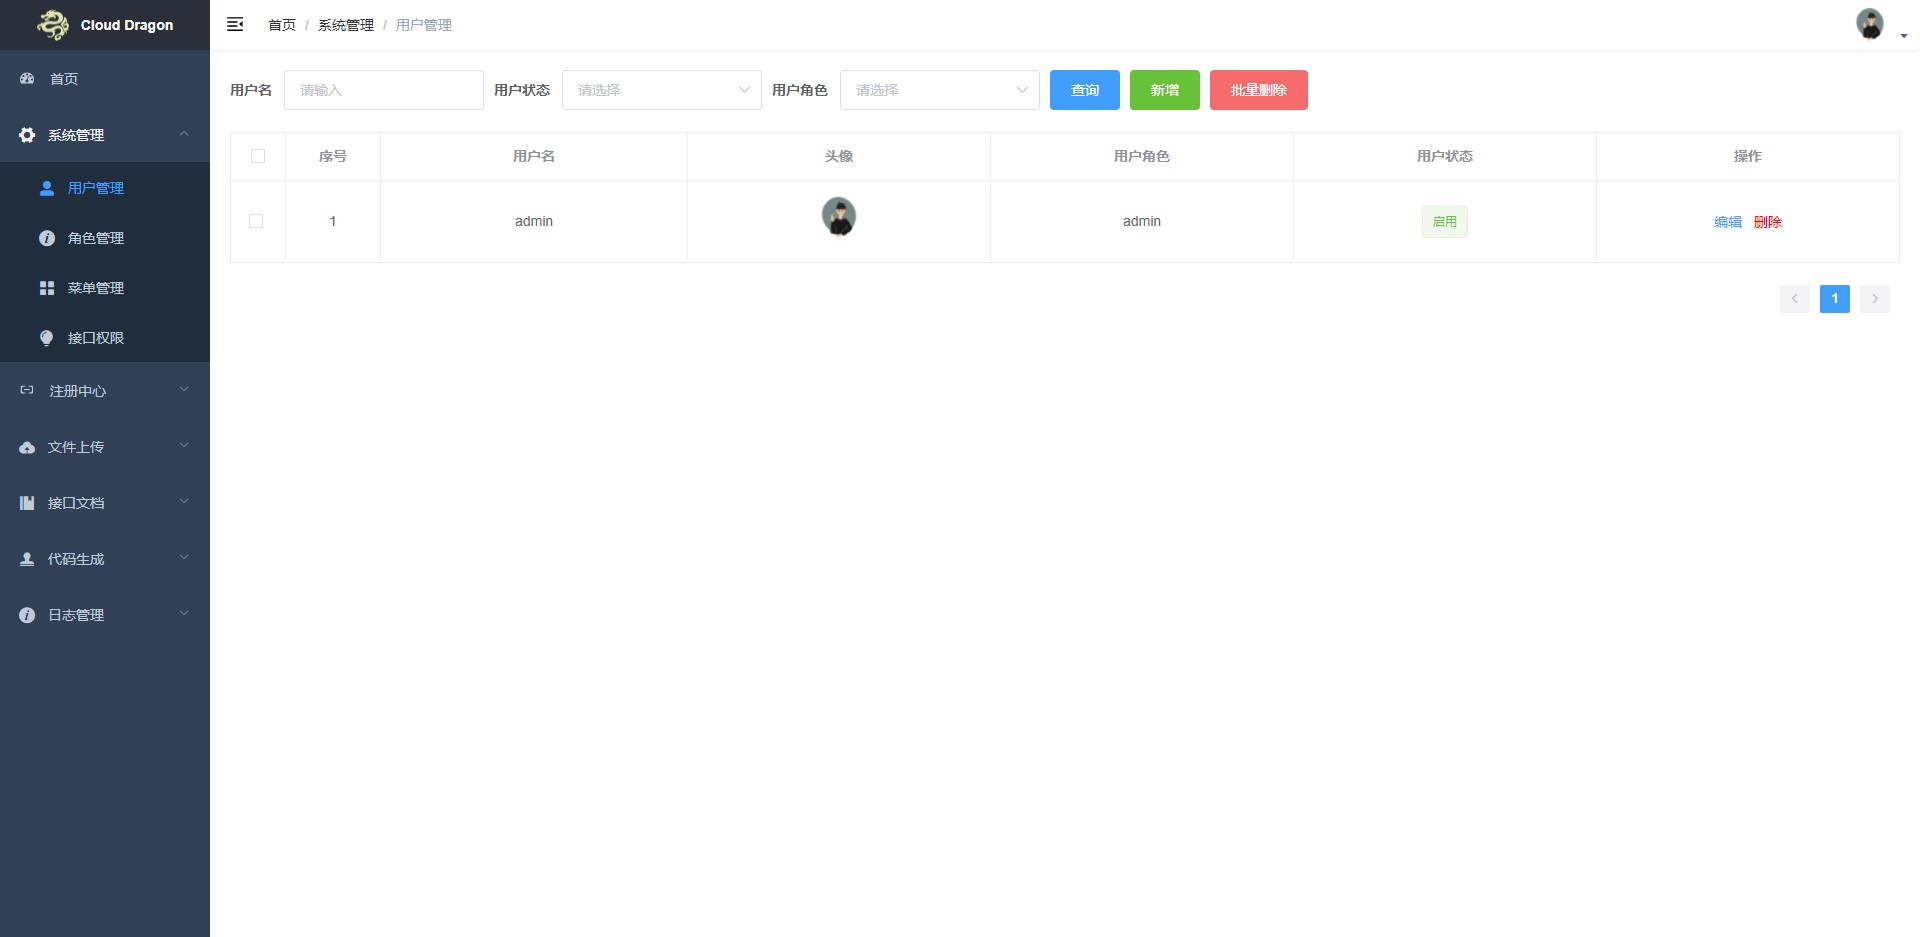 Cloud Dragon
首页 / 系统管理 / 用户管理
首页
系统管理
用户管理
角色管理
菜单管理
接口权限
注册中心
文件上传
接口文档
代码生成
日志管理
用户名 请输入 用户状态 请选择 用户角色 请选择 查询 新增 批量删除
序号 用户名 头像 用户角色 用户状态 操作
1 admin admin 启用 编辑 删除
1